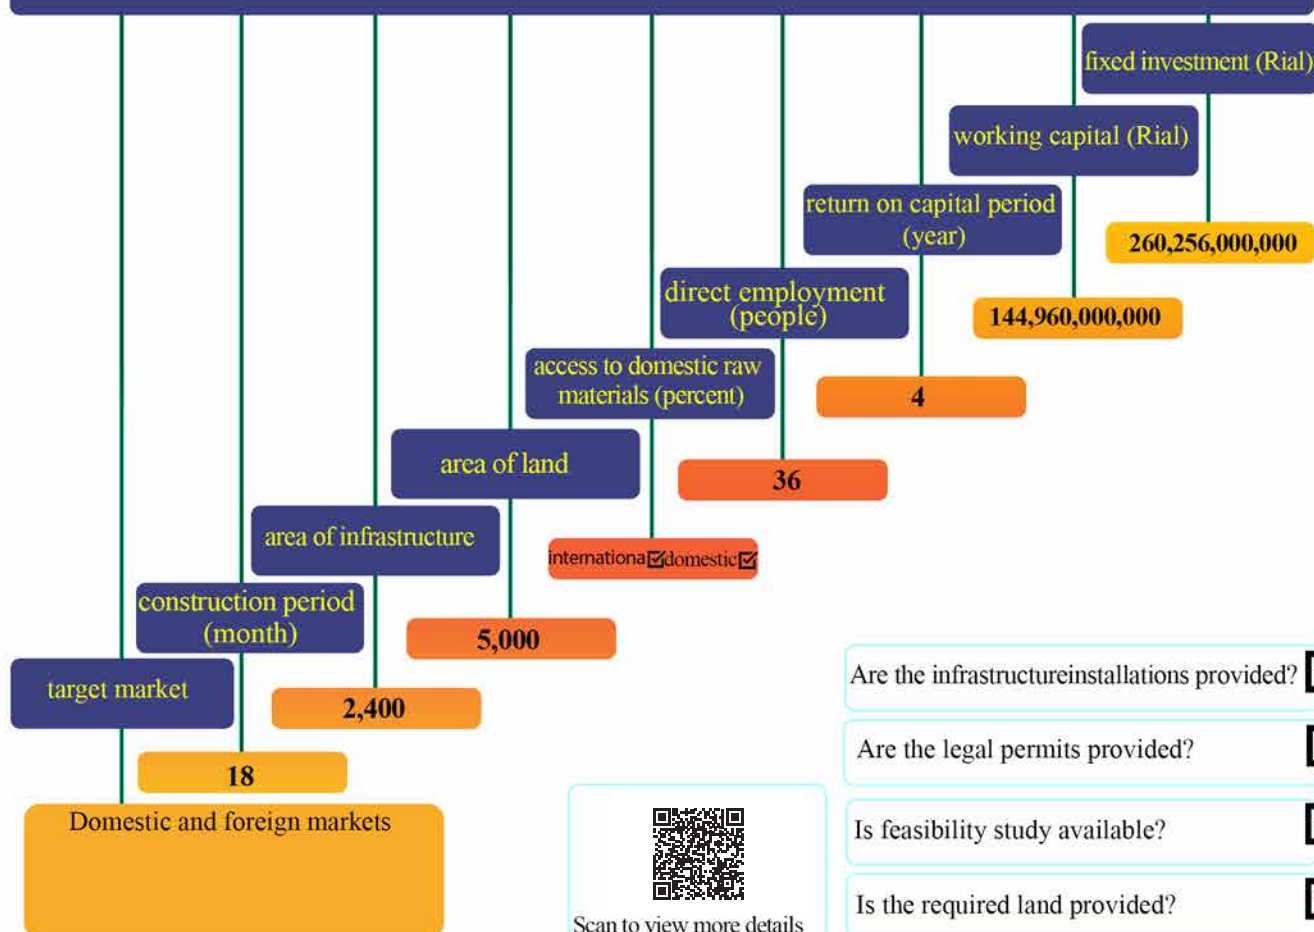 fixed investment (Rial)
260,256,000,000
working capital (Rial)
144,960,000,000
return on capital period
(year)
4
direct employment
(people)
36
access to domestic raw
materials (percent)
internationa domestic
area of land
5,000
area of infrastructure
2,400
construction period
(month)
18
target market
Domestic and foreign markets
Scan to view more details
Are the infrastructureinstallations provided?
Are the legal permits provided?
Is feasibility study available?
Is the required land provided?